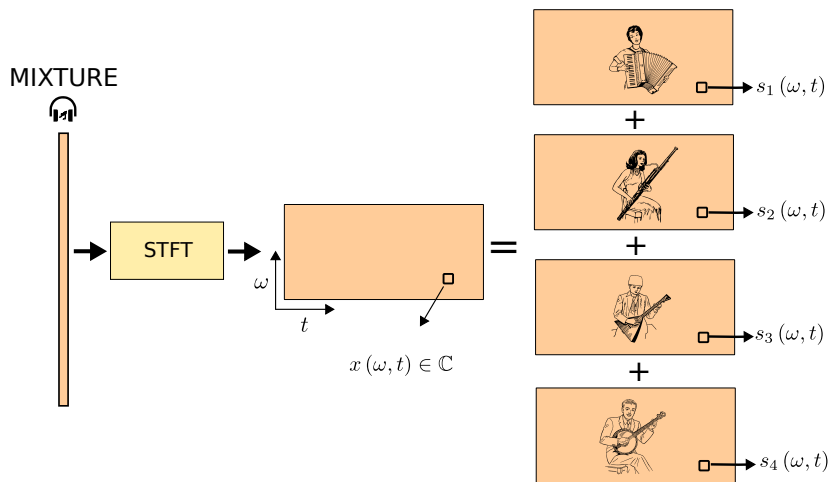 MIXTURE
STFT
ω
t
x (ω, t) ∈ ℂ
=
s₁ (ω, t)
+
s₂ (ω, t)
+
s₃ (ω, t)
+
s₄ (ω, t)